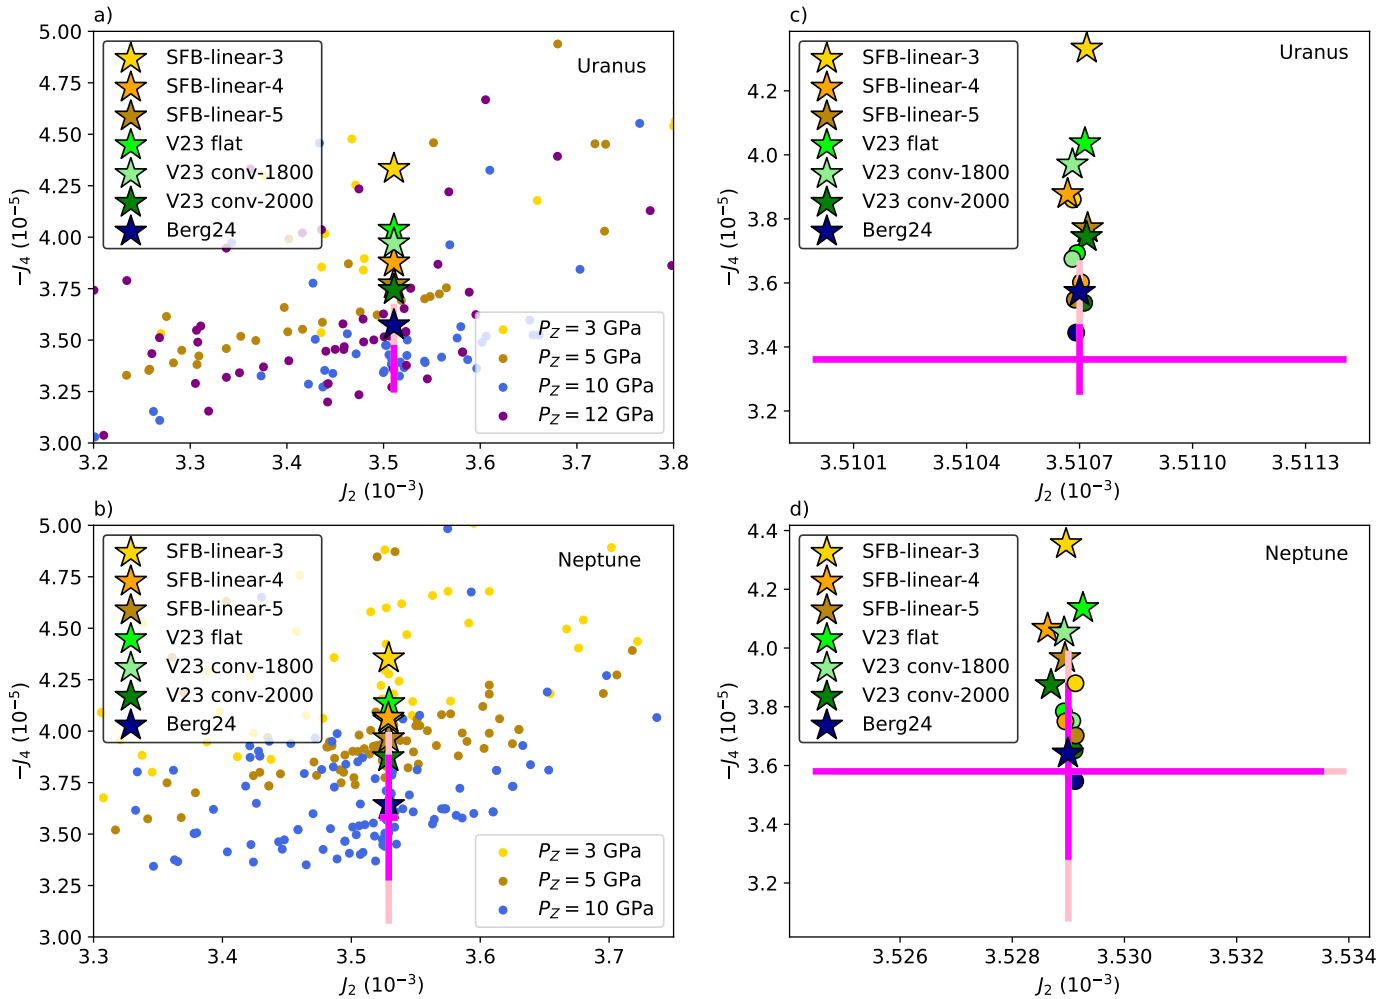 a)
Uranus
SFB-linear-3
SFB-linear-4
SFB-linear-5
V23 flat
V23 conv-1800
V23 conv-2000
Berg24
P_Z = 3 GPa
P_Z = 5 GPa
P_Z = 10 GPa
P_Z = 12 GPa
5.00
4.75
4.50
4.25
4.00
3.75
3.50
3.25
3.00
−J₄ (10⁻⁵)
3.2 3.3 3.4 3.5 3.6 3.7 3.8
J₂ (10⁻³)
c)
Uranus
SFB-linear-3
SFB-linear-4
SFB-linear-5
V23 flat
V23 conv-1800
V23 conv-2000
Berg24
4.2
4.0
3.8
3.6
3.4
3.2
−J₄ (10⁻⁵)
3.5101 3.5104 3.5107 3.5110 3.5113
J₂ (10⁻³)
b)
Neptune
SFB-linear-3
SFB-linear-4
SFB-linear-5
V23 flat
V23 conv-1800
V23 conv-2000
Berg24
P_Z = 3 GPa
P_Z = 5 GPa
P_Z = 10 GPa
5.00
4.75
4.50
4.25
4.00
3.75
3.50
3.25
3.00
−J₄ (10⁻⁵)
3.3 3.4 3.5 3.6 3.7
J₂ (10⁻³)
d)
Neptune
SFB-linear-3
SFB-linear-4
SFB-linear-5
V23 flat
V23 conv-1800
V23 conv-2000
Berg24
4.4
4.2
4.0
3.8
3.6
3.4
3.2
−J₄ (10⁻⁵)
3.526 3.528 3.530 3.532 3.534
J₂ (10⁻³)